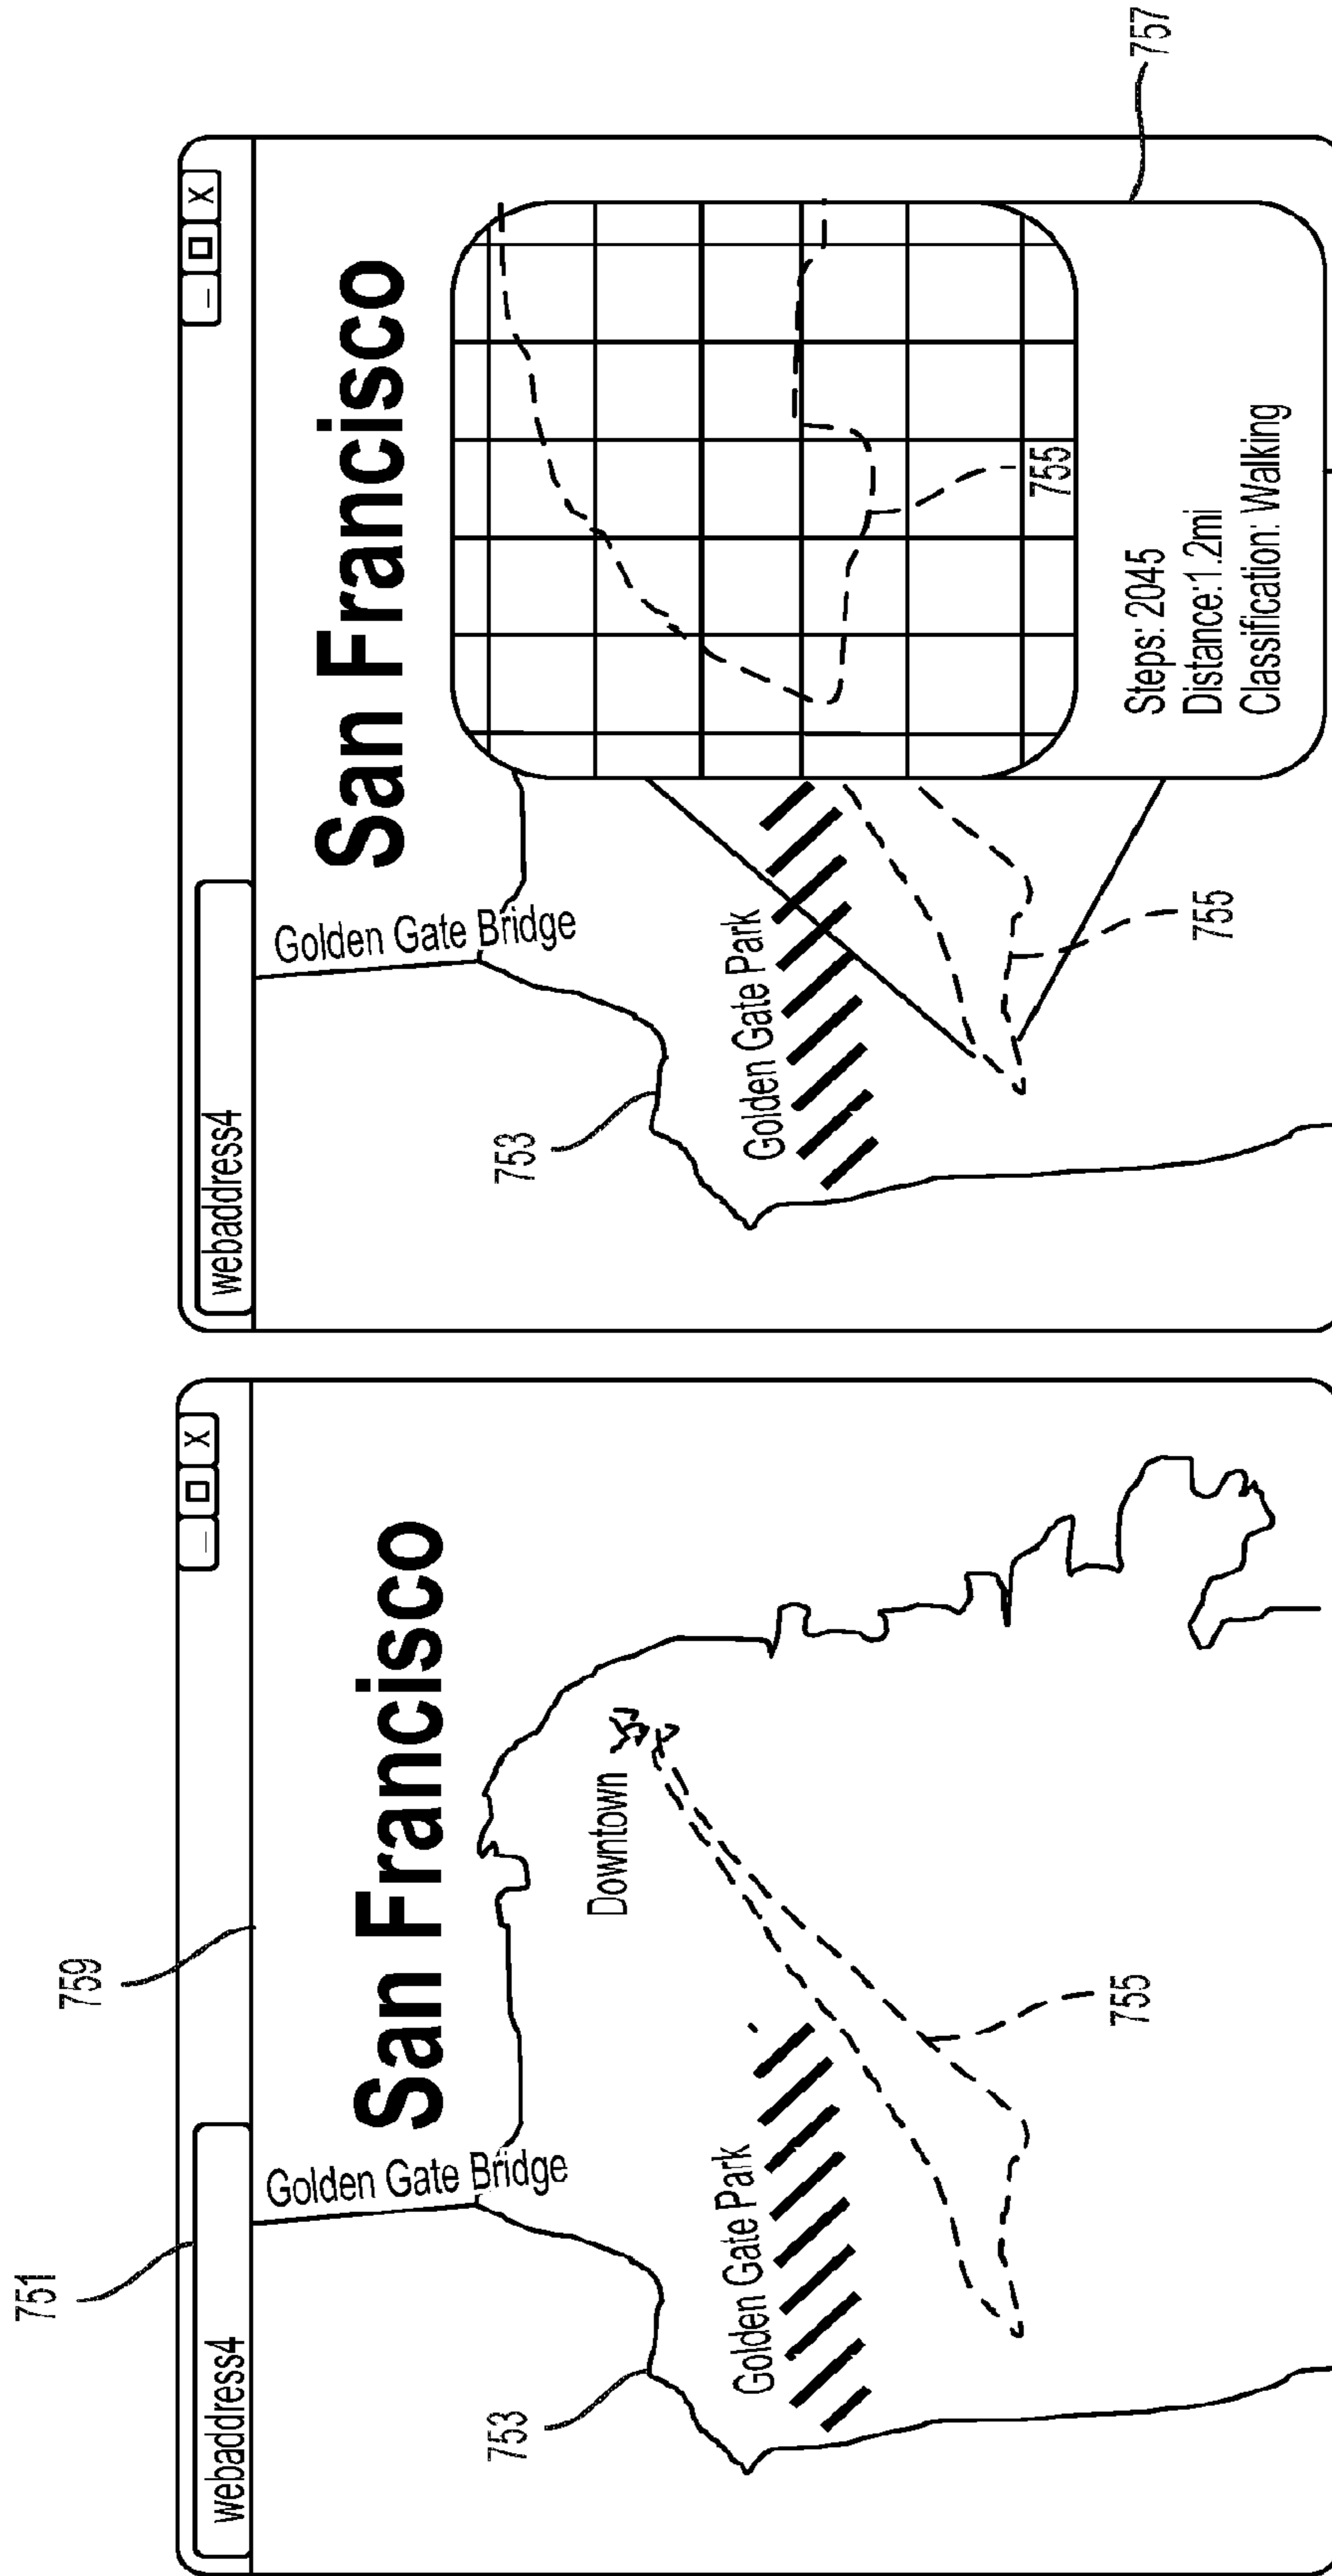 751
759
webaddress4
_ □ X
San Francisco
Golden Gate Bridge
753
Downtown
Golden Gate Park
755
webaddress4
_ □ X
San Francisco
Golden Gate Bridge
753
Golden Gate Park
755
755
Steps: 2045
Distance:1.2mi
Classification: Walking
757